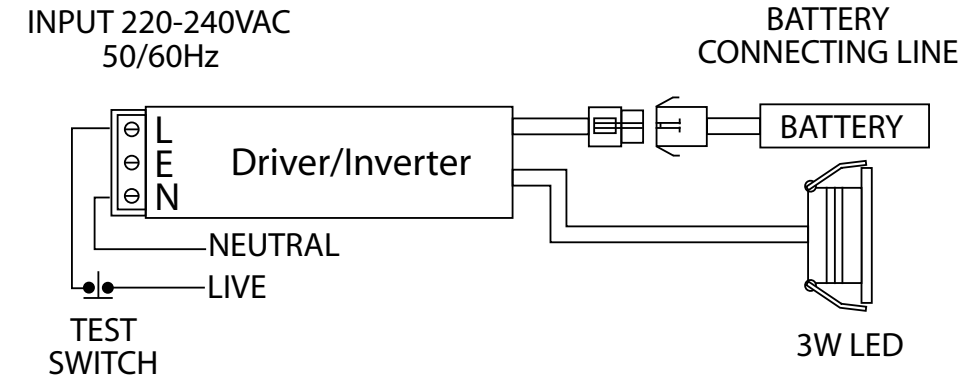 INPUT 220-240VAC
50/60Hz
BATTERY
CONNECTING LINE
L
E
N
Driver/Inverter
BATTERY
NEUTRAL
LIVE
TEST
SWITCH
3W LED